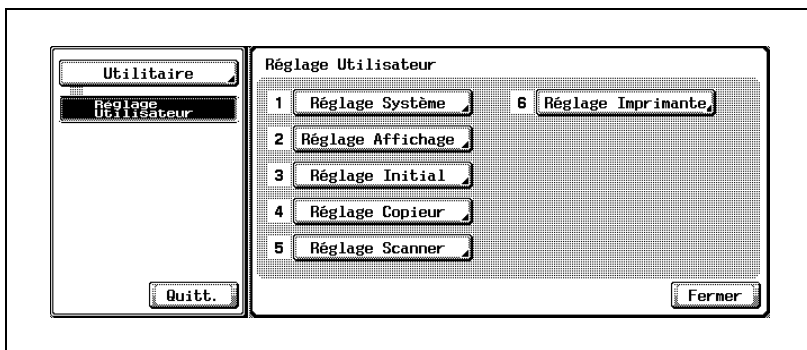 Utilitaire
Réglage
Utilisateur
Quitt.
Réglage Utilisateur
1 Réglage Système
2 Réglage Affichage
3 Réglage Initial
4 Réglage Copieur
5 Réglage Scanner
6 Réglage Imprimante
Fermer